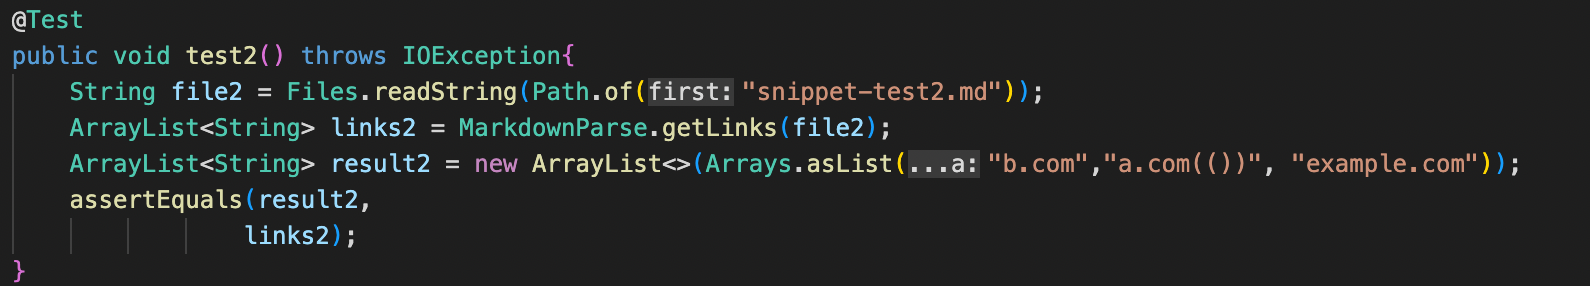 @Test
public void test2() throws IOException{
String file2 = Files.readString(Path.of(first: "snippet-test2.md"));
ArrayList<String> links2 = MarkdownParse.getLinks(file2);
ArrayList<String> result2 = new ArrayList<>(Arrays.asList(...a: "b.com","a.com(())", "example.com"));
assertEquals(result2,
links2);
}